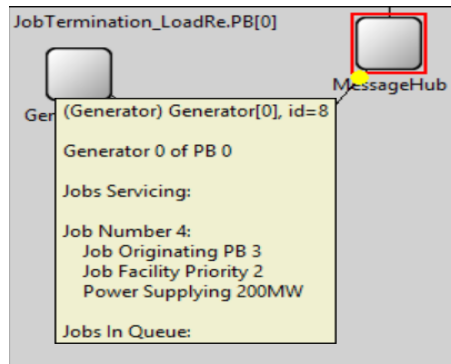 JobTermination_LoadRe.PB[0]
MessageHub
Gen
(Generator) Generator[0], id=8
Generator 0 of PB 0
Jobs Servicing:
Job Number 4:
Job Originating PB 3
Job Facility Priority 2
Power Supplying 200MW
Jobs In Queue: